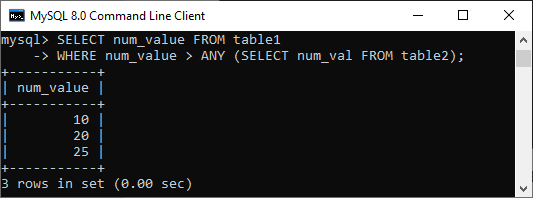 MySQL 8.0 Command Line Client
mysql> SELECT num_value FROM table1
    -> WHERE num_value > ANY (SELECT num_val FROM table2);
+-----------+
| num_value |
+-----------+
|        10 |
|        20 |
|        25 |
+-----------+
3 rows in set (0.00 sec)